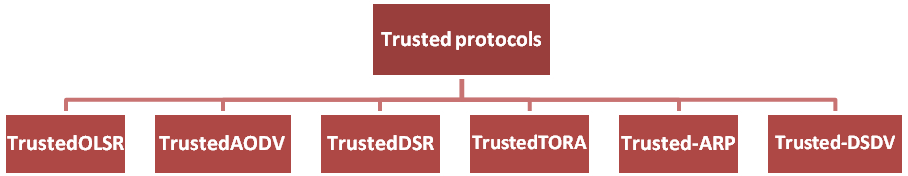 Trusted protocols
TrustedOLSR
TrustedAODV
TrustedDSR
TrustedTORA
Trusted-ARP
Trusted-DSDV